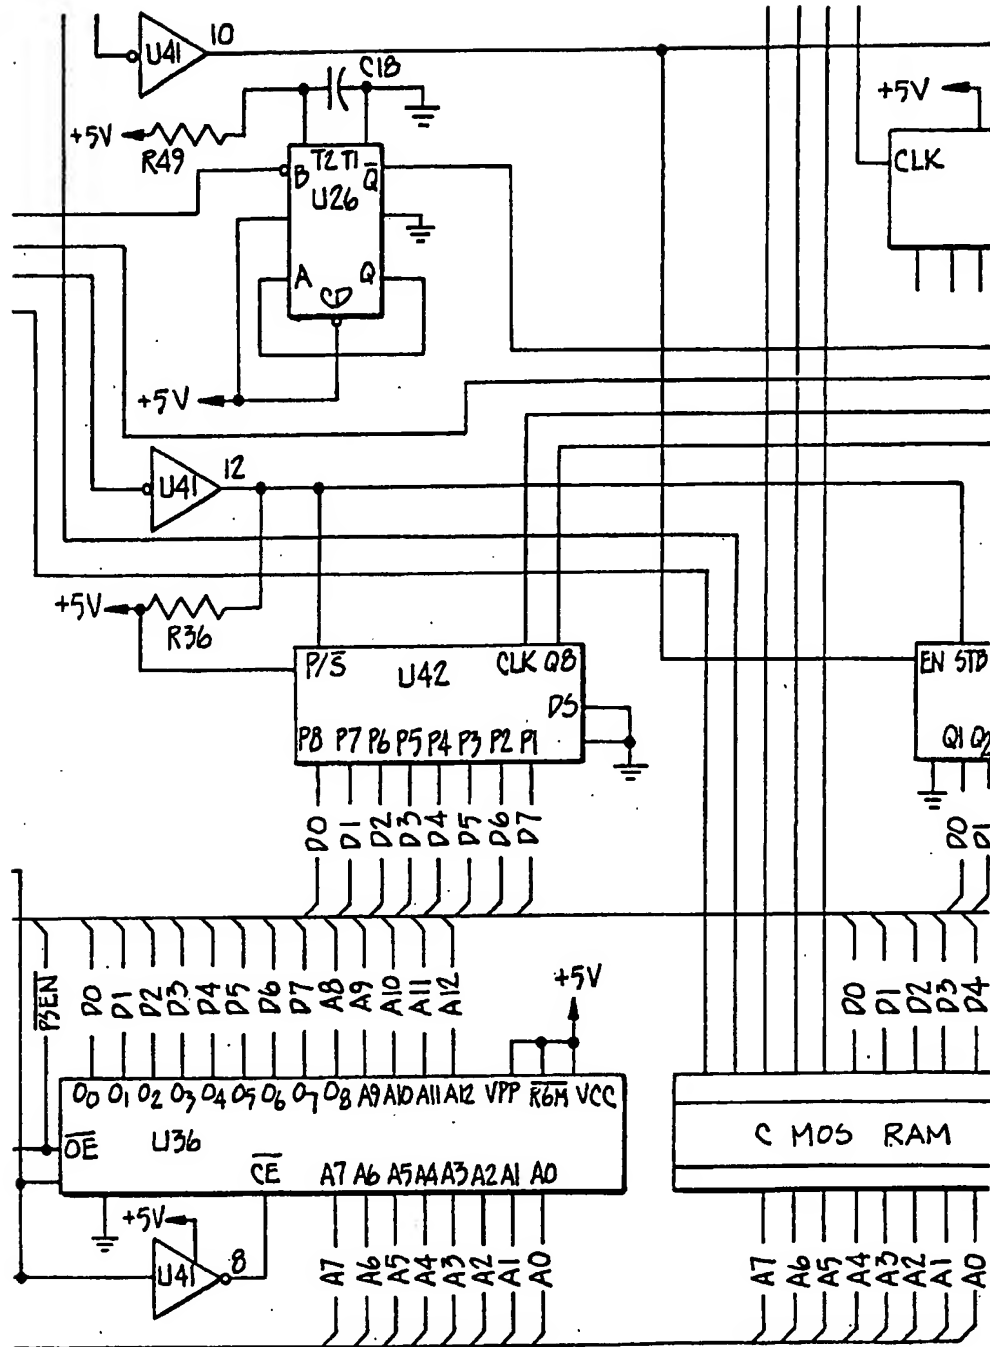 U41 10
C18
+5V
R49
+5V
CLK
T2 T1
B Q̅
U26
A Q
CD
+5V
U41 12
+5V
R36
P/S̅ U42 CLK Q8
DS
P8 P7 P6 P5 P4 P3 P2 P1
D0 D1 D2 D3 D4 D5 D6 D7
EN STB
Q1 Q2
D0 D1
P3EN D0 D1 D2 D3 D4 D5 D6 D7 A8 A9 A10 A11 A12
+5V
D0 D1 D2 D3 D4
O0 O1 O2 O3 O4 O5 O6 O7 O8 A9 A10 A11 A12 VPP R6M VCC
O̅E̅ U36
C̅E̅ A7 A6 A5 A4 A3 A2 A1 A0
C MOS RAM
+5V
U41 8
A7 A6 A5 A4 A3 A2 A1 A0
A7 A6 A5 A4 A3 A2 A1 A0